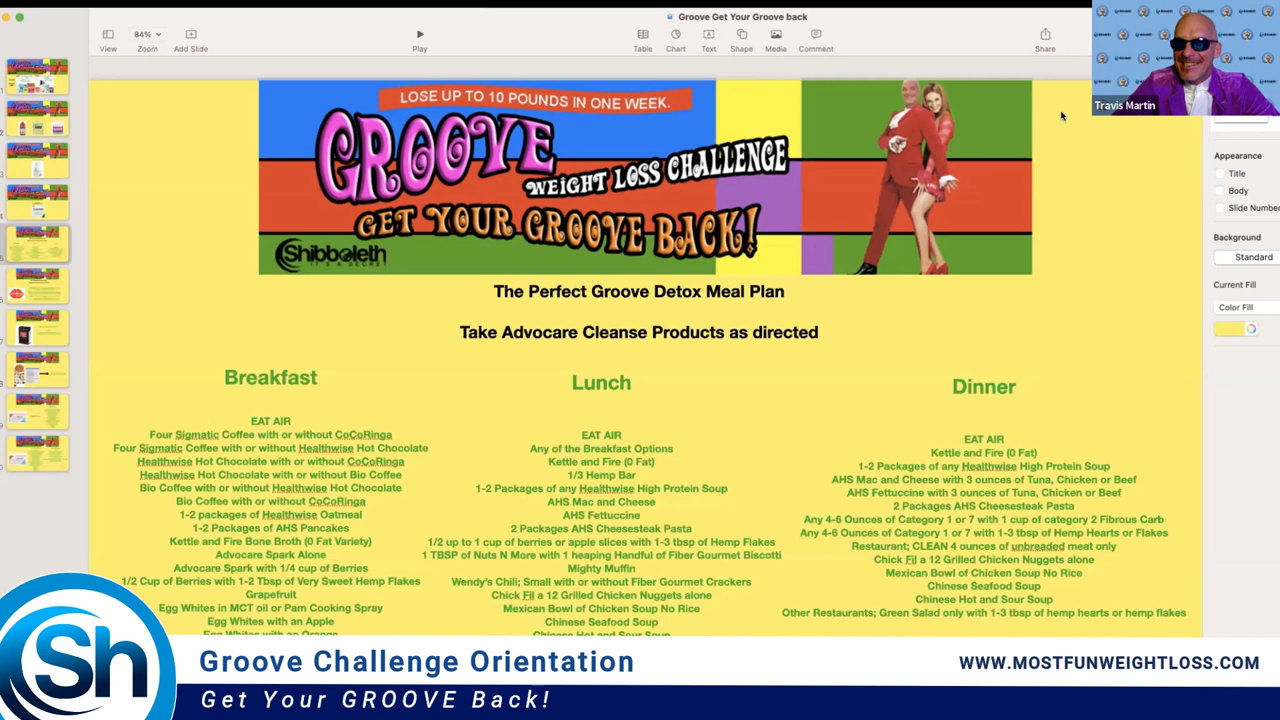 Groove Get Your Groove back
84%
View
Zoom
Add Slide
Play
Table
Chart
Text
Shape
Media
Comment
Share
Travis Martin
LOSE UP TO 10 POUNDS IN ONE WEEK.
GROOVE
WEIGHT LOSS CHALLENGE
GET YOUR GROOVE BACK!
Shibboleth
IT'S A SECRET
Appearance
Title
Body
Slide Number
Background
Standard
Current Fill
Color Fill
The Perfect Groove Detox Meal Plan
Take Advocare Cleanse Products as directed
Breakfast
EAT AIR
Four Sigmatic Coffee with or without CoCoRinga
Four Sigmatic Coffee with or without Healthwise Hot Chocolate
Healthwise Hot Chocolate with or without CoCoRinga
Healthwise Hot Chocolate with or without Bio Coffee
Bio Coffee with or without Healthwise Hot Chocolate
Bio Coffee with or without CoCoRinga
1-2 packages of Healthwise Oatmeal
1-2 Packages of AHS Pancakes
Kettle and Fire Bone Broth (0 Fat Variety)
Advocare Spark Alone
Advocare Spark with 1/4 cup of Berries
1/2 Cup of Berries with 1-2 Tbsp of Very Sweet Hemp Flakes
Grapefruit
Egg Whites in MCT oil or Pam Cooking Spray
Egg Whites with an Apple
Egg Whites with an Orange
Lunch
EAT AIR
Any of the Breakfast Options
Kettle and Fire (0 Fat)
1/3 Hemp Bar
1-2 Packages of any Healthwise High Protein Soup
AHS Mac and Cheese
AHS Fettuccine
2 Packages AHS Cheesesteak Pasta
1/2 up to 1 cup of berries or apple slices with 1-3 tbsp of Hemp Flakes
1 TBSP of Nuts N More with 1 heaping Handful of Fiber Gourmet Biscotti
Mighty Muffin
Wendy's Chili; Small with or without Fiber Gourmet Crackers
Chick Fil a 12 Grilled Chicken Nuggets alone
Mexican Bowl of Chicken Soup No Rice
Chinese Seafood Soup
Chinese Hot and Sour Soup
Dinner
EAT AIR
Kettle and Fire (0 Fat)
1-2 Packages of any Healthwise High Protein Soup
AHS Mac and Cheese with 3 ounces of Tuna, Chicken or Beef
AHS Fettuccine with 3 ounces of Tuna, Chicken or Beef
2 Packages AHS Cheesesteak Pasta
Any 4-6 Ounces of Category 1 or 7 with 1 cup of category 2 Fibrous Carb
Any 4-6 Ounces of Category 1 or 7 with 1-3 tbsp of Hemp Hearts or Flakes
Restaurant; CLEAN 4 ounces of unbreaded meat only
Chick Fil a 12 Grilled Chicken Nuggets alone
Mexican Bowl of Chicken Soup No Rice
Chinese Seafood Soup
Chinese Hot and Sour Soup
Other Restaurants; Green Salad only with 1-3 tbsp of hemp hearts or hemp flakes
Sh
Groove Challenge Orientation
WWW.MOSTFUNWEIGHTLOSS.COM
Get Your GROOVE Back!